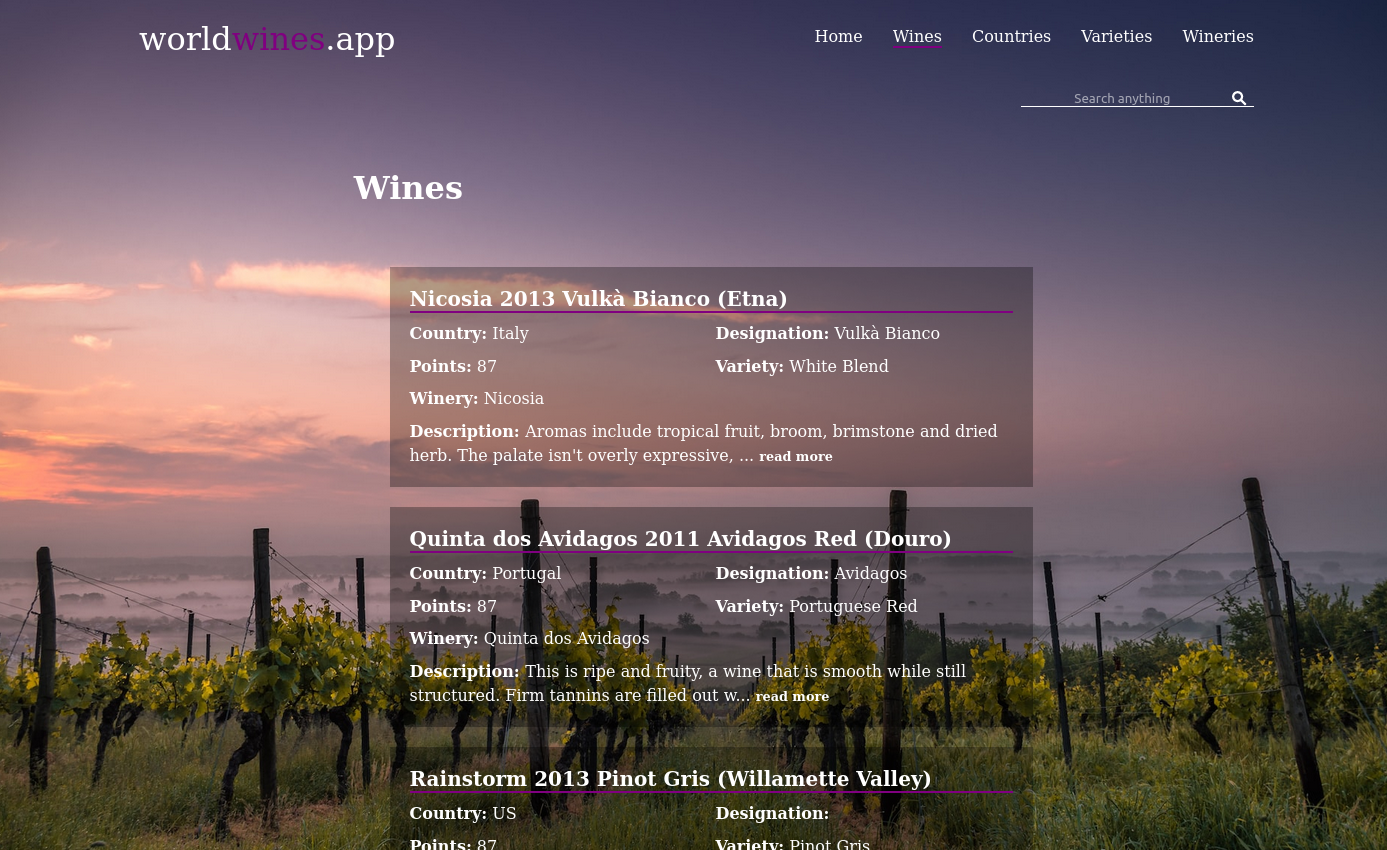 worldwines.app
Home Wines Countries Varieties Wineries
Search anything
Wines
Nicosia 2013 Vulkà Bianco (Etna)
Country: Italy Designation: Vulkà Bianco
Points: 87 Variety: White Blend
Winery: Nicosia
Description: Aromas include tropical fruit, broom, brimstone and dried
herb. The palate isn't overly expressive, ... read more
Quinta dos Avidagos 2011 Avidagos Red (Douro)
Country: Portugal Designation: Avidagos
Points: 87 Variety: Portuguese Red
Winery: Quinta dos Avidagos
Description: This is ripe and fruity, a wine that is smooth while still
structured. Firm tannins are filled out w... read more
Rainstorm 2013 Pinot Gris (Willamette Valley)
Country: US Designation:
Points: 87 Variety: Pinot Gris